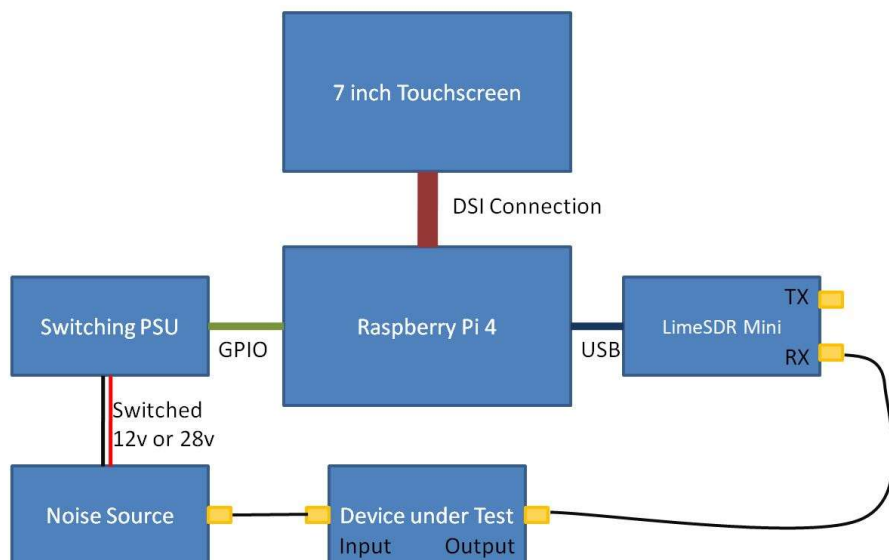 7 inch Touchscreen
DSI Connection
Switching PSU
GPIO
Raspberry Pi 4
USB
LimeSDR Mini
TX
RX
Switched
12v or 28v
Noise Source
Device under Test
Input
Output